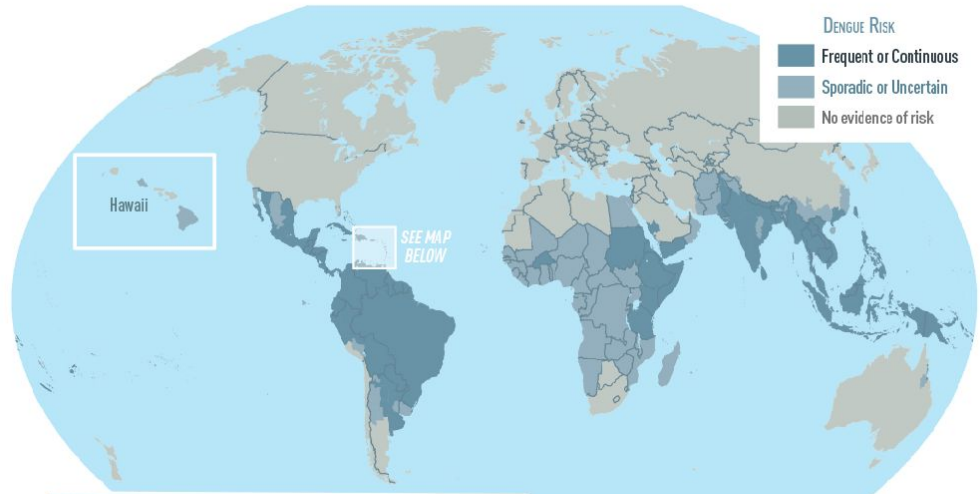 DENGUE RISK
Frequent or Continuous
Sporadic or Uncertain
No evidence of risk
Hawaii
SEE MAP
BELOW